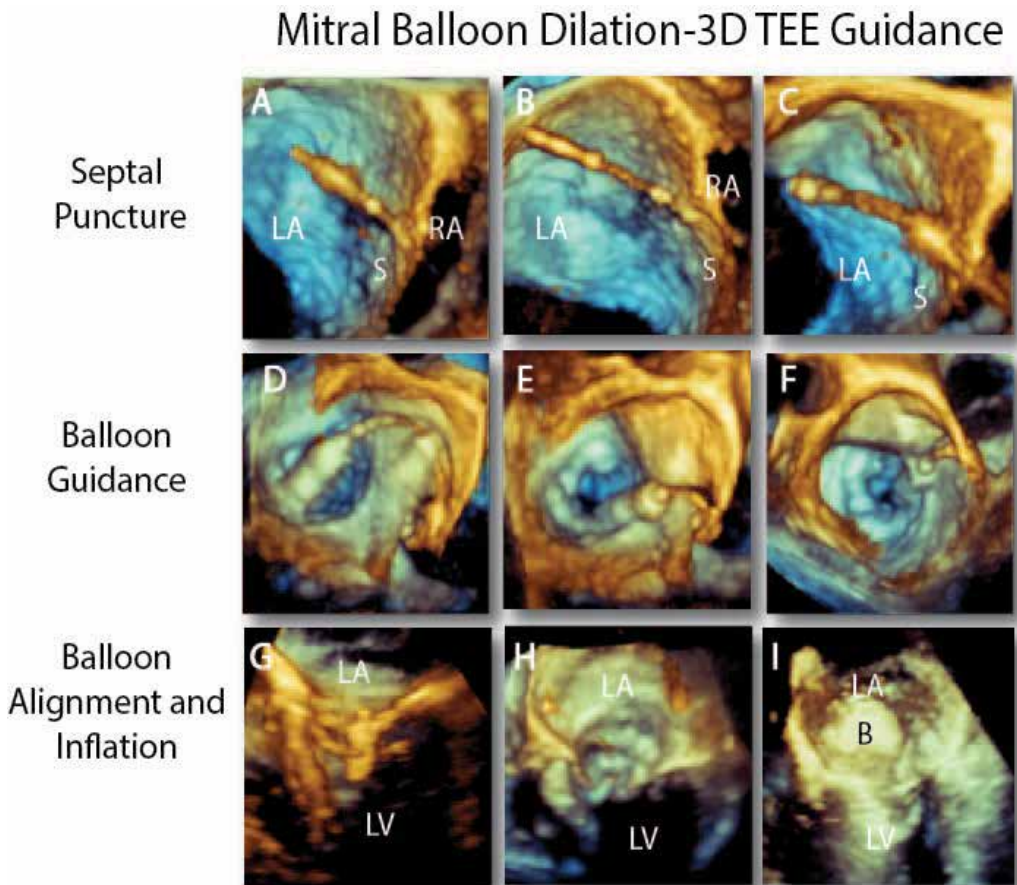 Mitral Balloon Dilation-3D TEE Guidance
Septal
Puncture
A
LA
S
RA
B
LA
RA
S
C
LA
S
Balloon
Guidance
D
E
F
Balloon
Alignment and
Inflation
G
LA
LV
H
LA
LV
I
LA
B
LV